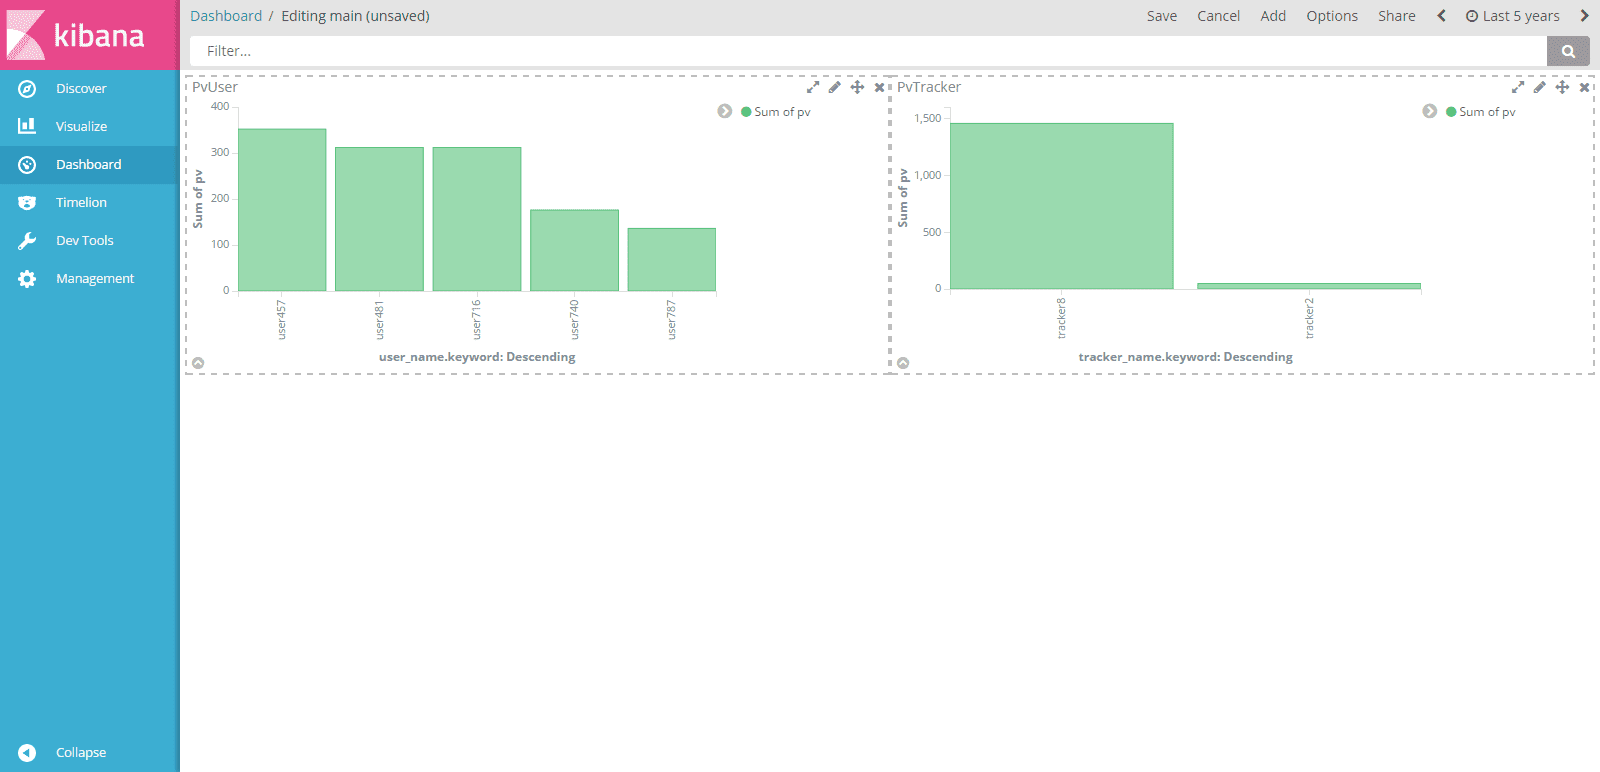 kibana
Discover
Visualize
Dashboard
Timelion
Dev Tools
Management
Collapse
Dashboard / Editing main (unsaved)
Save Cancel Add Options Share Last 5 years
Filter...
PvUser
Sum of pv
400
300
200
100
0
Sum of pv
user457
user481
user716
user740
user787
user_name.keyword: Descending
PvTracker
Sum of pv
1,500
1,000
500
0
Sum of pv
tracker8
tracker2
tracker_name.keyword: Descending